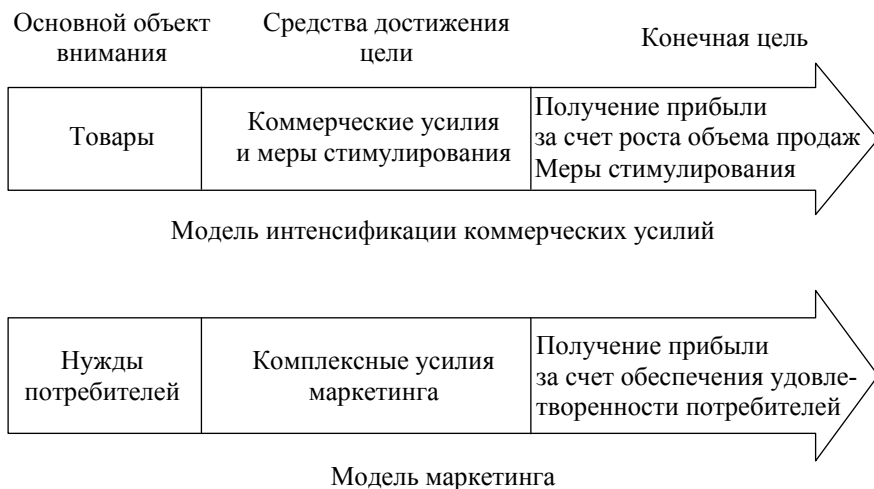 Основной объект
внимания
Средства достижения
цели
Конечная цель
Товары
Коммерческие усилия
и меры стимулирования
Получение прибыли
за счет роста объема продаж
Меры стимулирования
Модель интенсификации коммерческих усилий
Нужды
потребителей
Комплексные усилия
маркетинга
Получение прибыли
за счет обеспечения удовле-
творенности потребителей
Модель маркетинга